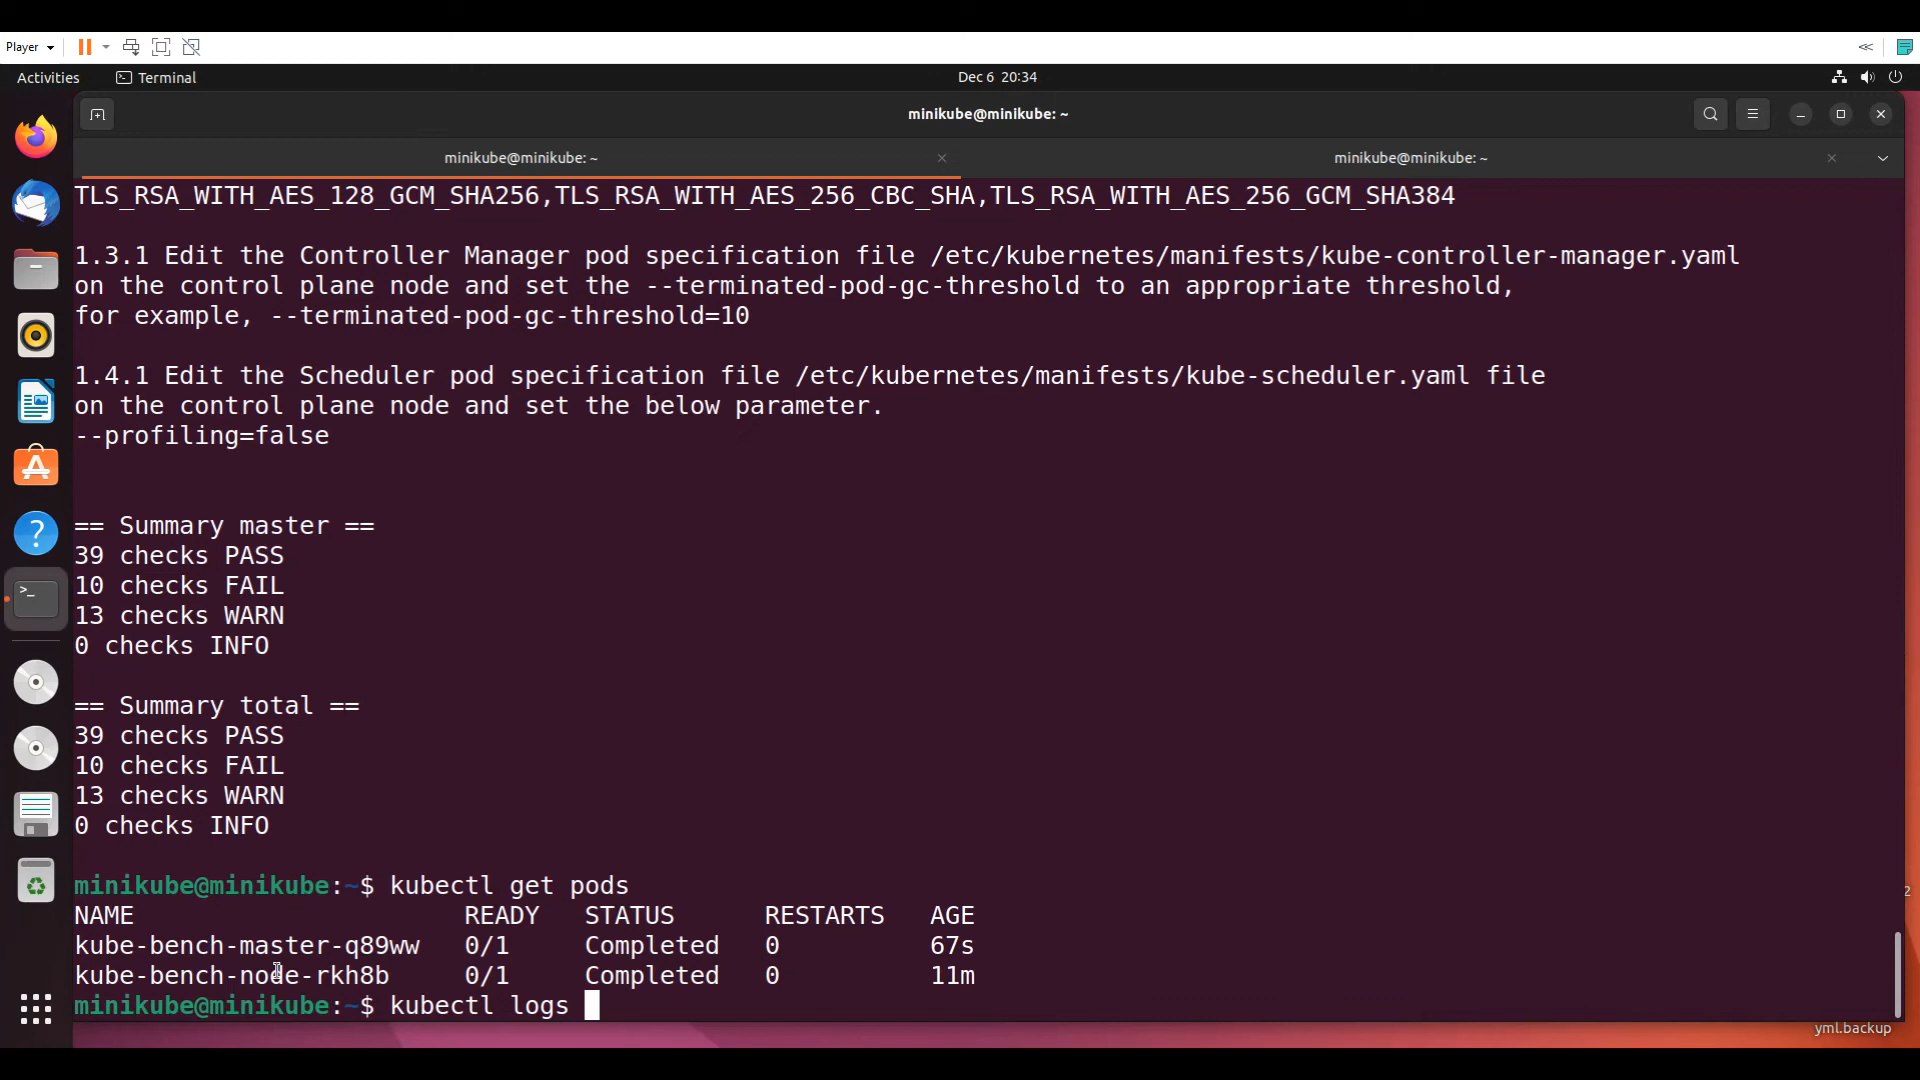 Player
Activities
Terminal
Dec 6 20:34
minikube@minikube: ~
minikube@minikube: ~
minikube@minikube: ~
TLS_RSA_WITH_AES_128_GCM_SHA256,TLS_RSA_WITH_AES_256_CBC_SHA,TLS_RSA_WITH_AES_256_GCM_SHA384
1.3.1 Edit the Controller Manager pod specification file /etc/kubernetes/manifests/kube-controller-manager.yaml
on the control plane node and set the --terminated-pod-gc-threshold to an appropriate threshold,
for example, --terminated-pod-gc-threshold=10
1.4.1 Edit the Scheduler pod specification file /etc/kubernetes/manifests/kube-scheduler.yaml file
on the control plane node and set the below parameter.
--profiling=false
== Summary master ==
39 checks PASS
10 checks FAIL
13 checks WARN
0 checks INFO
== Summary total ==
39 checks PASS
10 checks FAIL
13 checks WARN
0 checks INFO
minikube@minikube:~$ kubectl get pods
NAME READY STATUS RESTARTS AGE
kube-bench-master-q89ww 0/1 Completed 0 67s
kube-bench-node-rkh8b 0/1 Completed 0 11m
minikube@minikube:~$ kubectl logs
yml.backup